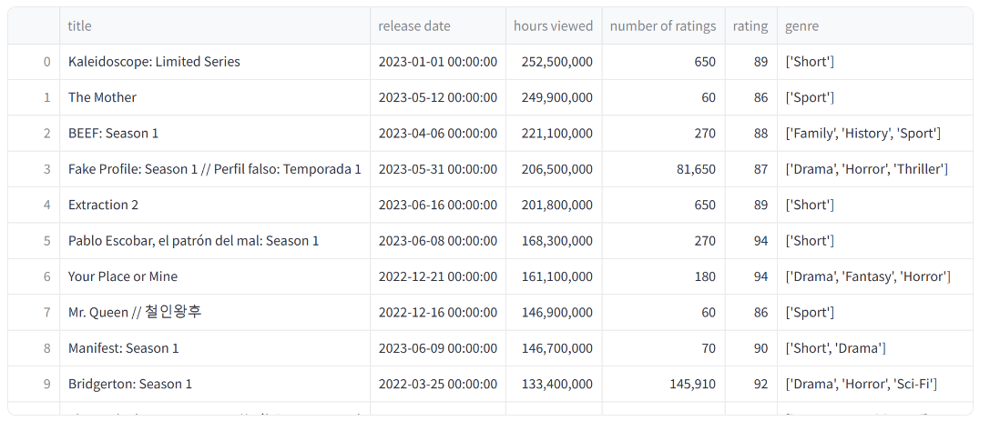 title release date hours viewed number of ratings rating genre
0 Kaleidoscope: Limited Series 2023-01-01 00:00:00 252,500,000 650 89 ['Short']
1 The Mother 2023-05-12 00:00:00 249,900,000 60 86 ['Sport']
2 BEEF: Season 1 2023-04-06 00:00:00 221,100,000 270 88 ['Family', 'History', 'Sport']
3 Fake Profile: Season 1 // Perfil falso: Temporada 1 2023-05-31 00:00:00 206,500,000 81,650 87 ['Drama', 'Horror', 'Thriller']
4 Extraction 2 2023-06-16 00:00:00 201,800,000 650 89 ['Short']
5 Pablo Escobar, el patrón del mal: Season 1 2023-06-08 00:00:00 168,300,000 270 94 ['Short']
6 Your Place or Mine 2022-12-21 00:00:00 161,100,000 180 94 ['Drama', 'Fantasy', 'Horror']
7 Mr. Queen // 철인왕후 2022-12-16 00:00:00 146,900,000 60 86 ['Sport']
8 Manifest: Season 1 2023-06-09 00:00:00 146,700,000 70 90 ['Short', 'Drama']
9 Bridgerton: Season 1 2022-03-25 00:00:00 133,400,000 145,910 92 ['Drama', 'Horror', 'Sci-Fi']